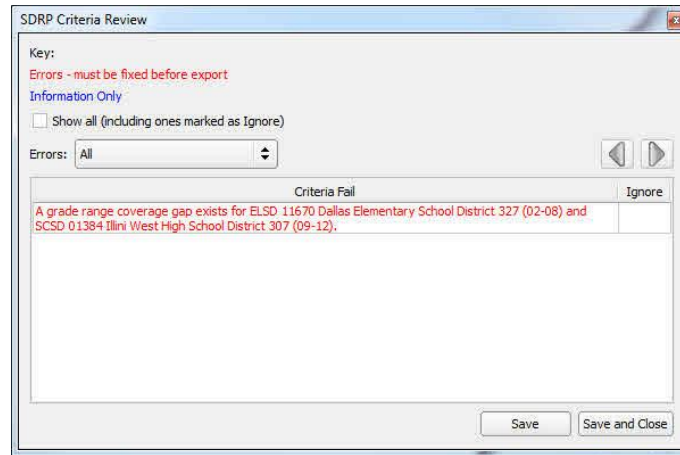 SDRP Criteria Review
Key:
Errors - must be fixed before export
Information Only
Show all (including ones marked as Ignore)
Errors: All
Criteria Fail Ignore
A grade range coverage gap exists for ELSD 11670 Dallas Elementary School District 327 (02-08) and
SCSD 01384 Illini West High School District 307 (09-12).
Save Save and Close